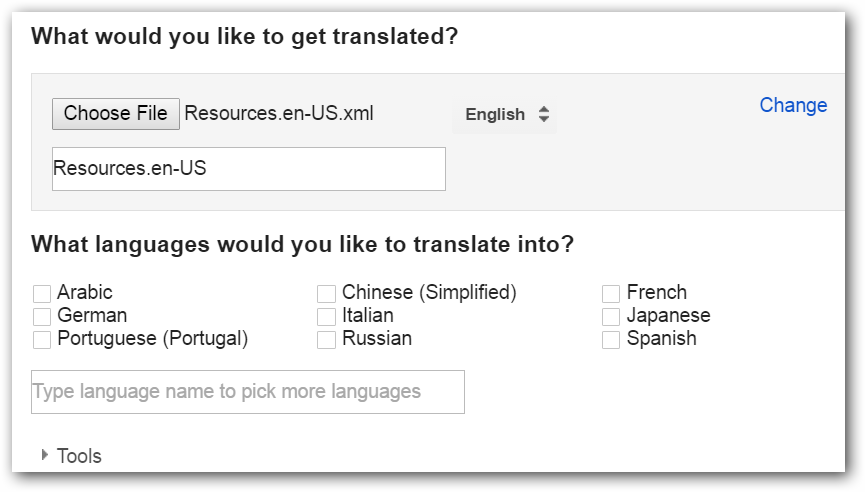 What would you like to get translated?
Choose File Resources.en-US.xml English Change
Resources.en-US
What languages would you like to translate into?
Arabic Chinese (Simplified) French
German Italian Japanese
Portuguese (Portugal) Russian Spanish
Type language name to pick more languages
Tools